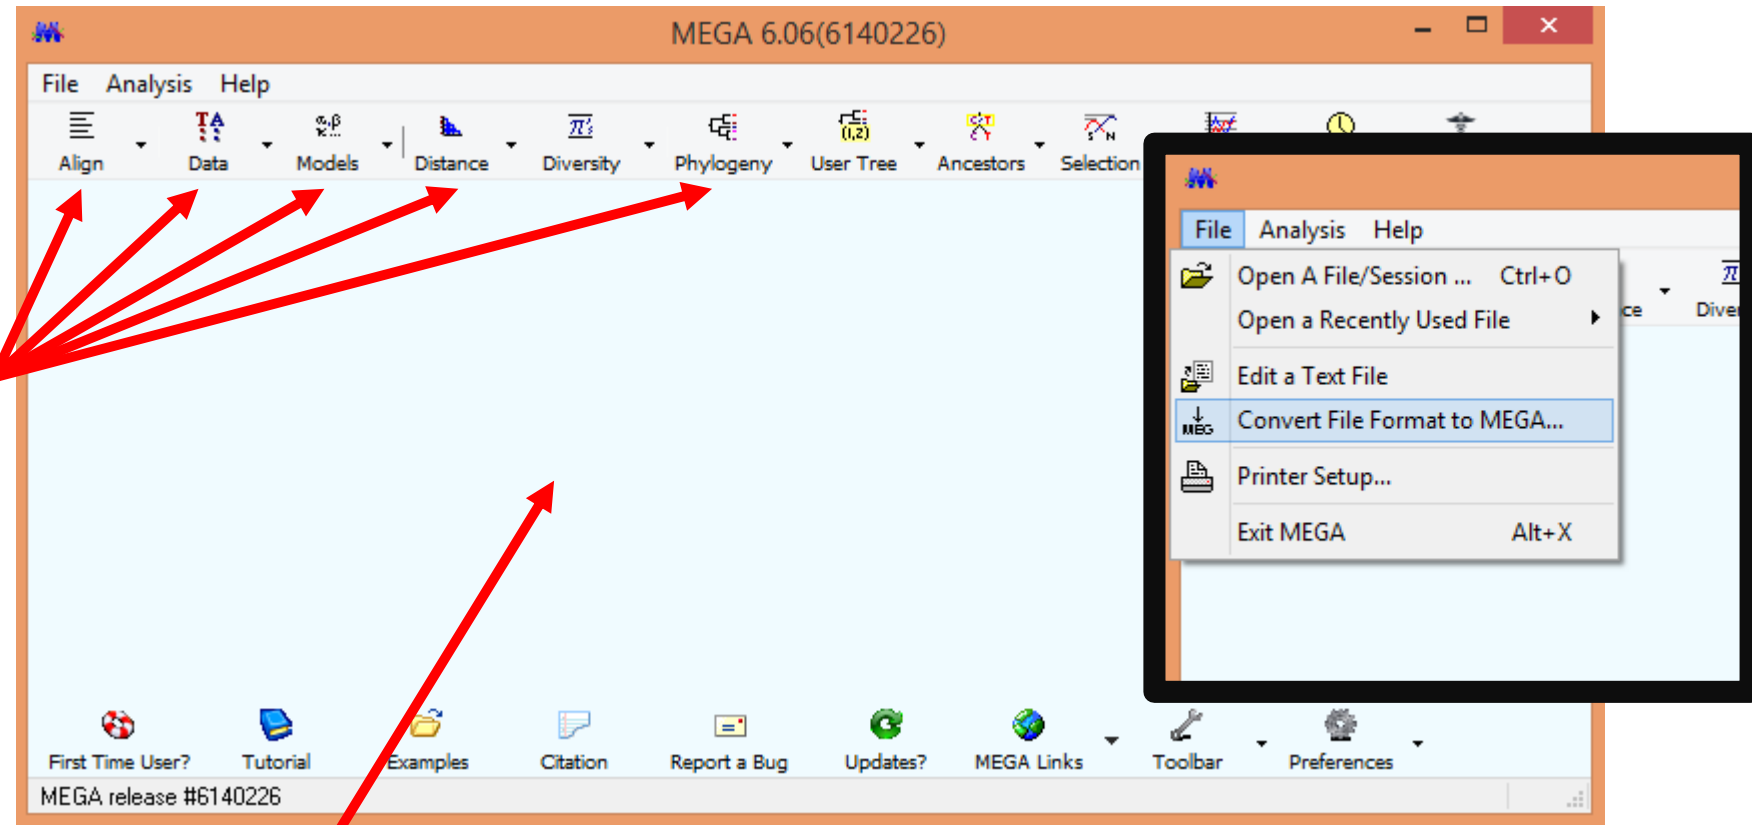 MEGA 6.06(6140226)
File Analysis Help
Align Data Models Distance Diversity Phylogeny User Tree Ancestors Selection
File Analysis Help
Open A File/Session ... Ctrl+O
Open a Recently Used File
ce Diver
Edit a Text File
MEG Convert File Format to MEGA...
Printer Setup...
Exit MEGA Alt+X
First Time User? Tutorial Examples Citation Report a Bug Updates? MEGA Links Toolbar Preferences
MEGA release #6140226